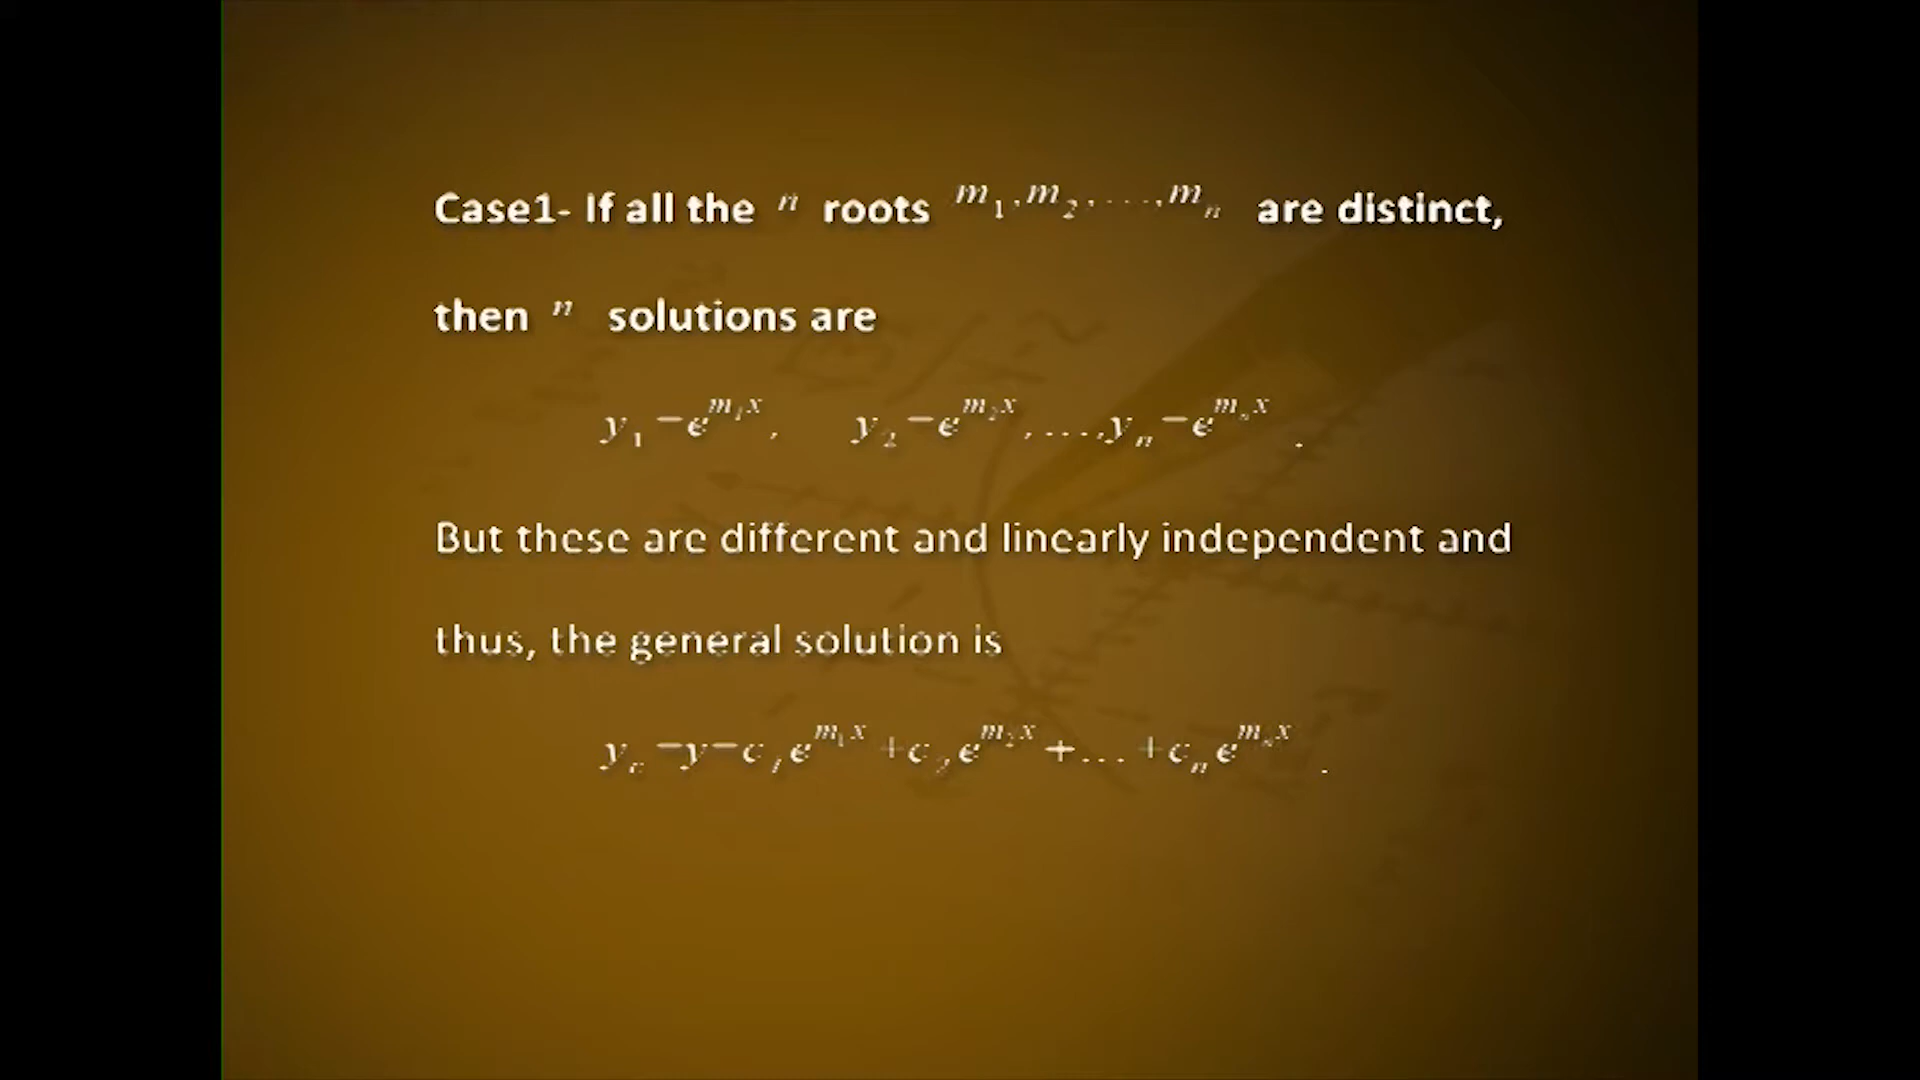 Case1- If all the n roots m₁,m₂,....,mₙ are distinct,
then n solutions are
y₁=e^{m₁x}, y₂=e^{m₂x},....,yₙ=e^{mₙx} .
But these are different and linearly independent and
thus, the general solution is
y_c=y=c₁e^{m₁x}+c₂e^{m₂x}+...+cₙe^{mₙx} .